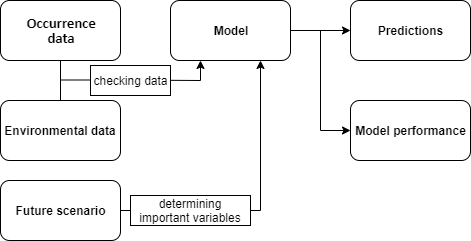 Occurrence
data
Model
Predictions
checking data
Environmental data
Model performance
Future scenario
determining
important variables